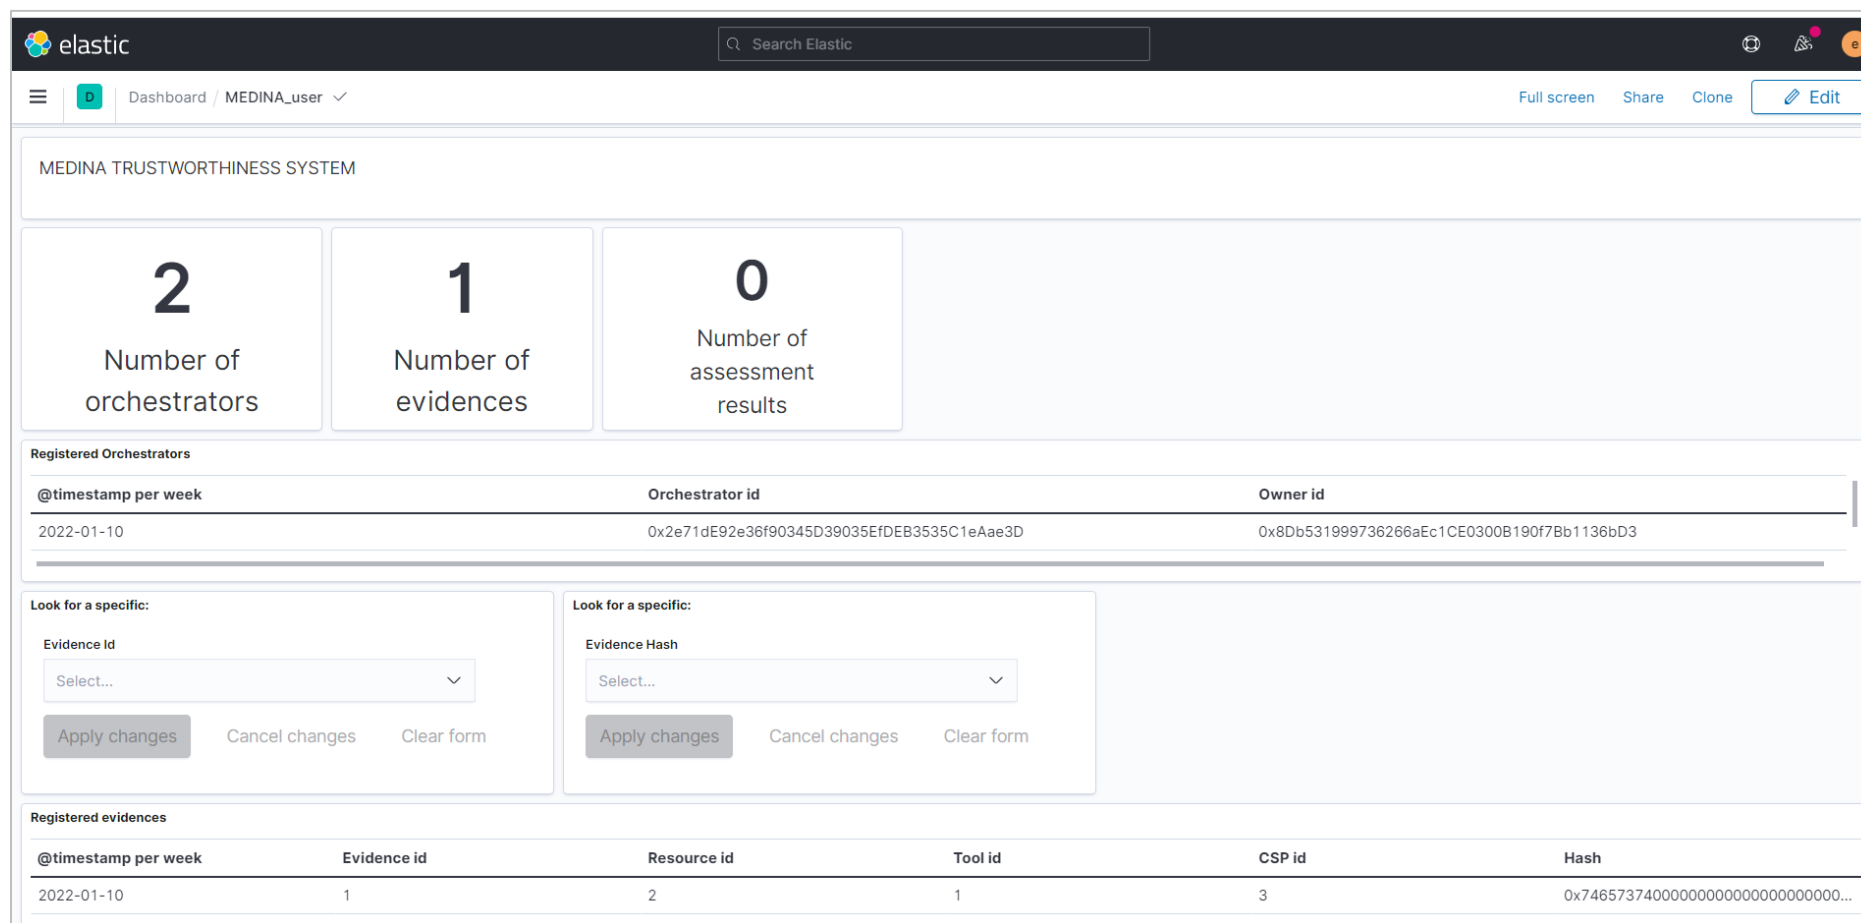 elastic
Search Elastic
e
D
Dashboard / MEDINA_user
Full screen
Share
Clone
Edit
MEDINA TRUSTWORTHINESS SYSTEM
2
Number of
orchestrators
1
Number of
evidences
0
Number of
assessment
results
Registered Orchestrators
@timestamp per week Orchestrator id Owner id
2022-01-10 0x2e71dE92e36f90345D39035EfDEB3535C1eAae3D 0x8Db531999736266aEc1CE0300B190f7Bb1136bD3
Look for a specific:
Evidence Id
Select...
Apply changes Cancel changes Clear form
Look for a specific:
Evidence Hash
Select...
Apply changes Cancel changes Clear form
Registered evidences
@timestamp per week Evidence id Resource id Tool id CSP id Hash
2022-01-10 1 2 1 3 0x74657374000000000000000000000...